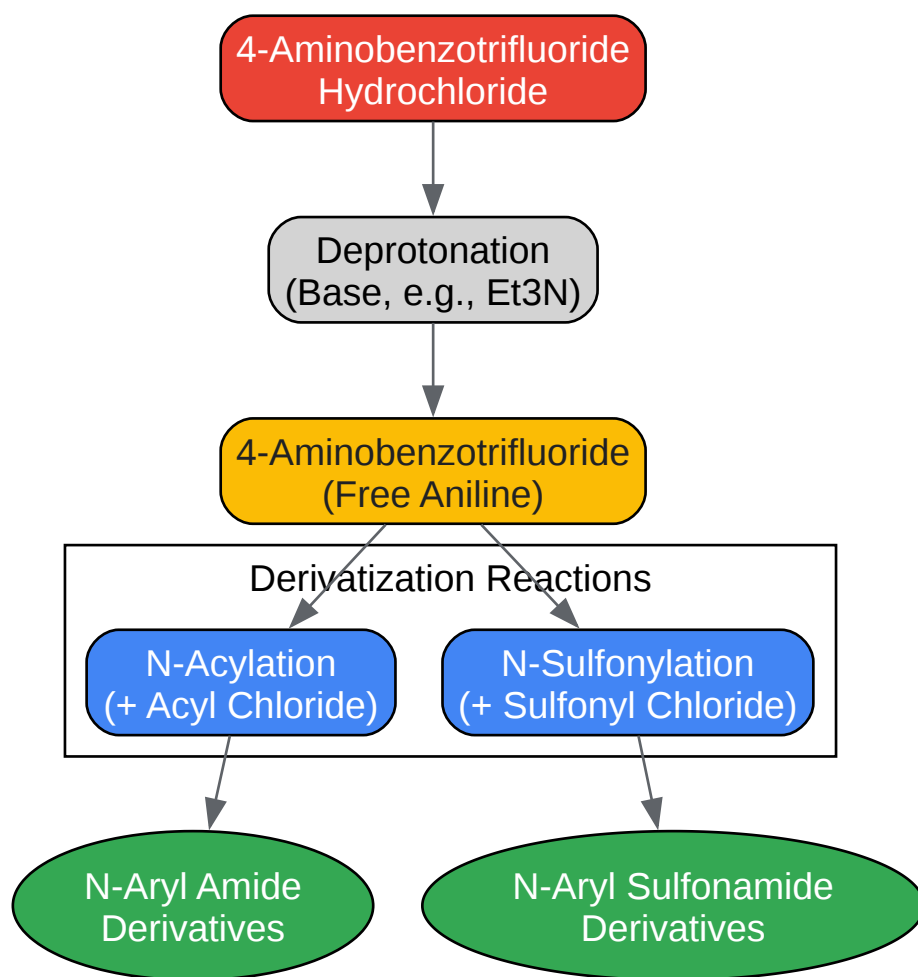 4-Aminobenzotrifluoride
Hydrochloride
Deprotonation
(Base, e.g., Et3N)
4-Aminobenzotrifluoride
(Free Aniline)
Derivatization Reactions
N-Acylation
(+ Acyl Chloride)
N-Sulfonylation
(+ Sulfonyl Chloride)
N-Aryl Amide
Derivatives
N-Aryl Sulfonamide
Derivatives